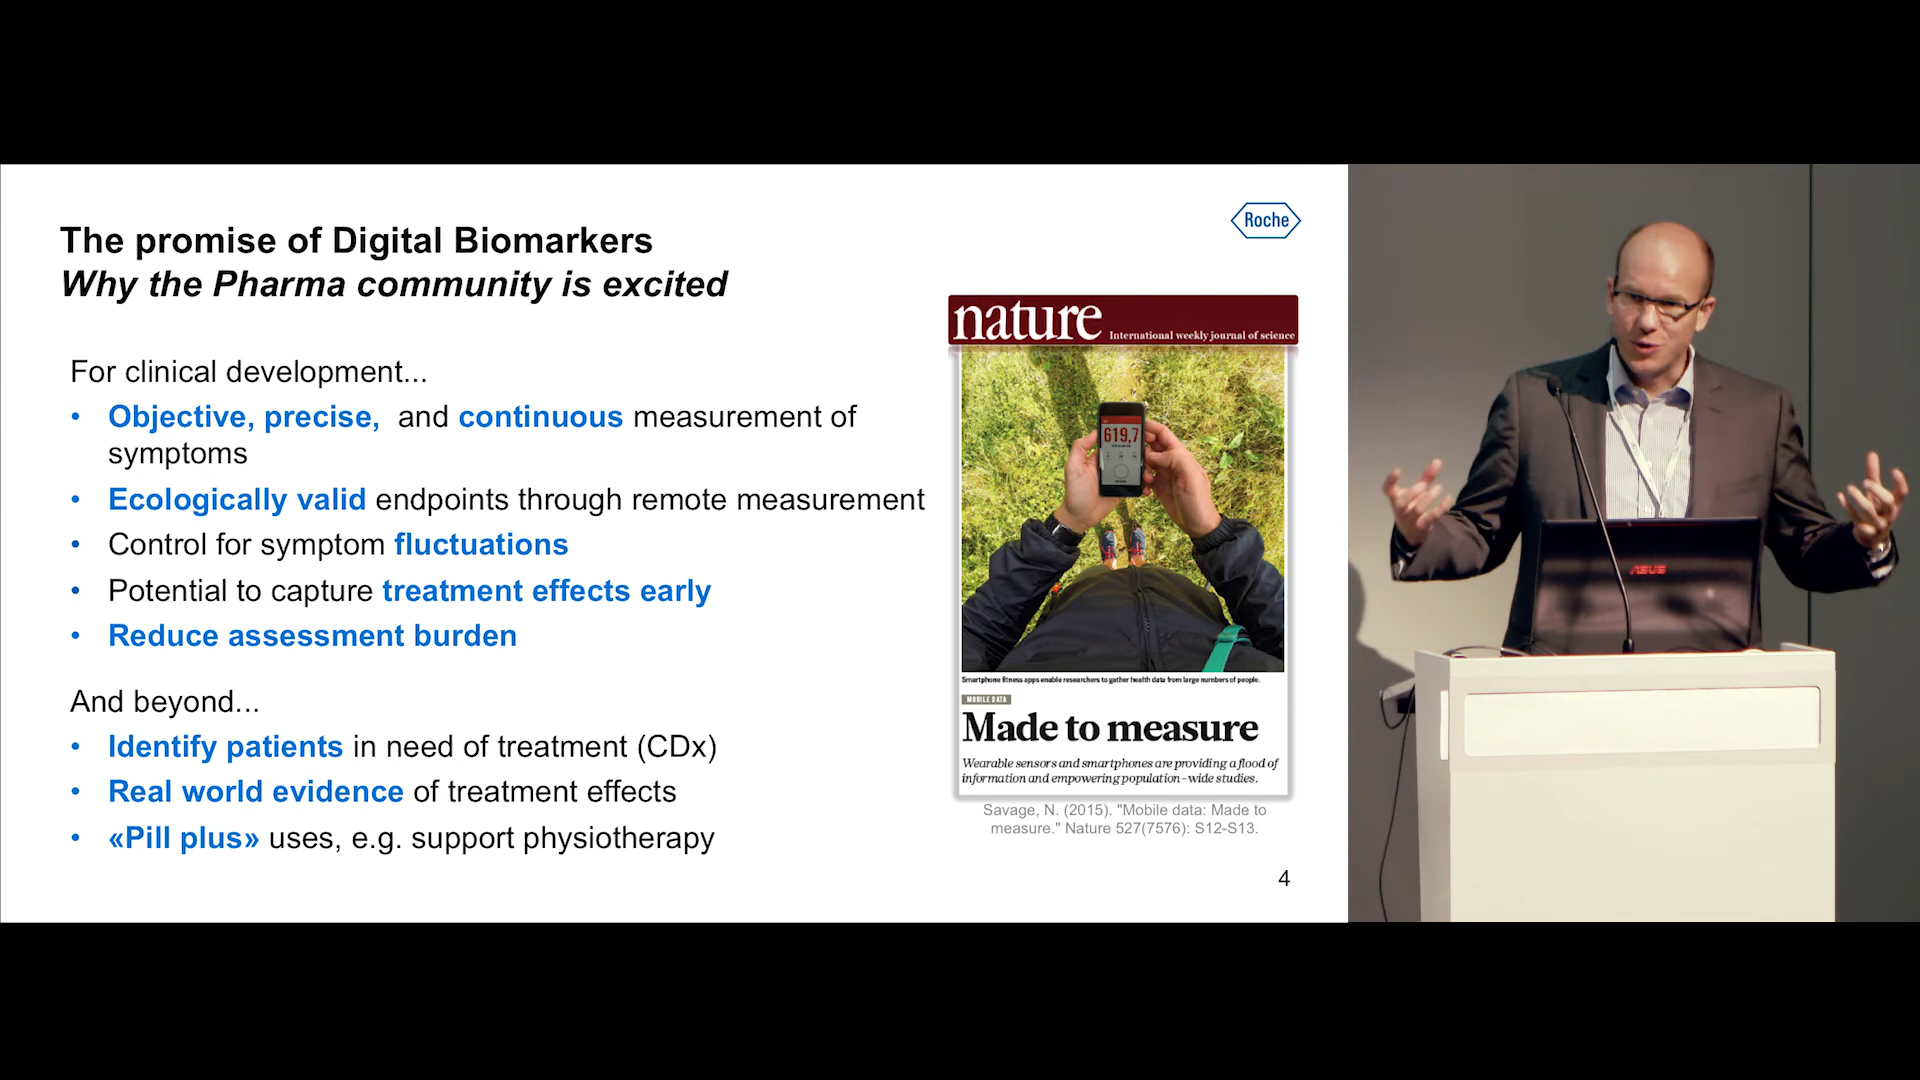 Roche
The promise of Digital Biomarkers
Why the Pharma community is excited
For clinical development...
• Objective, precise, and continuous measurement of
symptoms
• Ecologically valid endpoints through remote measurement
• Control for symptom fluctuations
• Potential to capture treatment effects early
• Reduce assessment burden
And beyond...
• Identify patients in need of treatment (CDx)
• Real world evidence of treatment effects
• «Pill plus» uses, e.g. support physiotherapy
nature International weekly journal of science
619,7
Smartphone fitness apps enable researchers to gather health data from large numbers of people.
MOBILE DATA
Made to measure
Wearable sensors and smartphones are providing a flood of
information and empowering population-wide studies.
Savage, N. (2015). "Mobile data: Made to
measure." Nature 527(7576): S12-S13.
4
ASUS